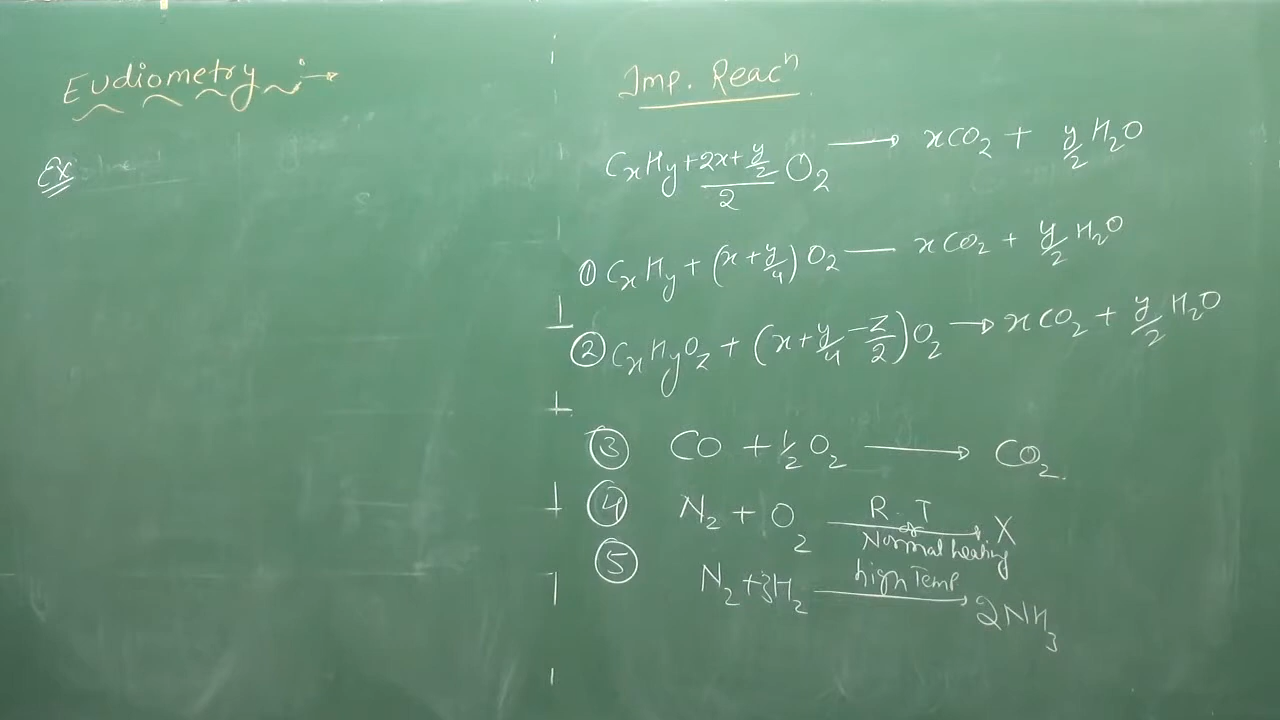 Eudiometry :→
Ex
Imp. Reacⁿ
CxHy + (2x + y/2)/2 O₂ → xCO₂ + y/2 H₂O
① CxHy + (x + y/4) O₂ — xCO₂ + y/2 H₂O
② CxHyOz + (x + y/4 - z/2) O₂ → xCO₂ + y/2 H₂O
③ CO + 1/2 O₂ → CO₂.
④ N₂ + O₂ → X
R.T
or
Normal heating
⑤ N₂ + 3H₂ → 2NH₃
high Temp